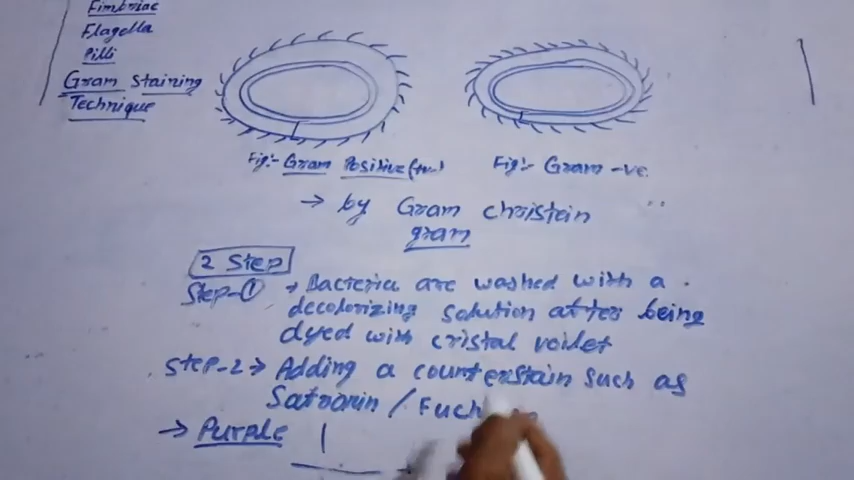 Fimbriae
Flagella
Pilli
Gram Staining
Technique
Fig:- Gram Positive (+ve)
Fig:- Gram -ve
→ by Gram christein
gram
2 Step
Step-① → Bacteria are washed with a
decolorizing solution after being
dyed with cristal voilet
Step-2 → Adding a counterstain such as
Safranin / Fuch
→ Purple